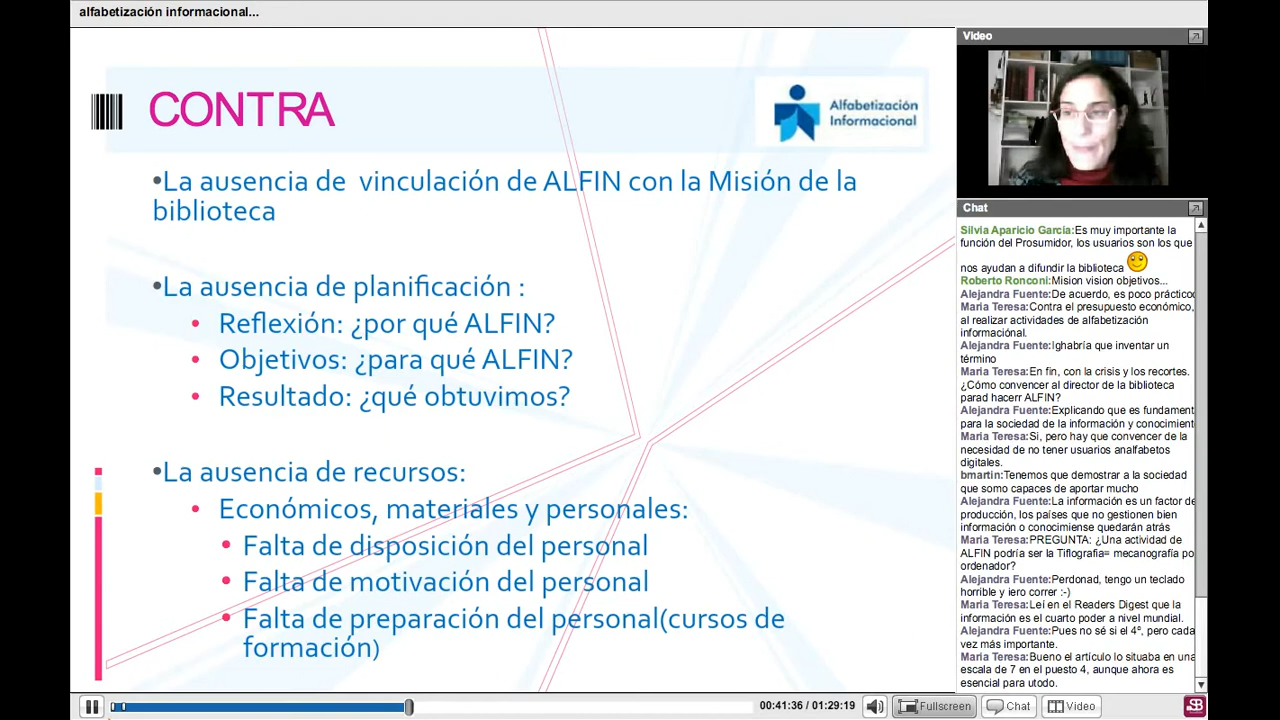 alfabetización informacional...
CONTRA
Alfabetización
Informacional
•La ausencia de vinculación de ALFIN con la Misión de la
biblioteca
•La ausencia de planificación :
• Reflexión: ¿por qué ALFIN?
• Objetivos: ¿para qué ALFIN?
• Resultado: ¿qué obtuvimos?
•La ausencia de recursos:
• Económicos, materiales y personales:
• Falta de disposición del personal
• Falta de motivación del personal
• Falta de preparación del personal(cursos de
formación)
Video
Chat
Silvia Aparicio García:Es muy importante la
función del Prosumidor, los usuarios son los que
nos ayudan a difundir la biblioteca
Roberto Ronconi:Mision vision objetivos...
Alejandra Fuente:De acuerdo, es poco práctico
Maria Teresa:Contra el presupuesto económico,
al realizar actividades de alfabetización
informaciónal.
Alejandra Fuente:Ighabría que inventar un
término
Maria Teresa:En fin, con la crisis y los recortes.
¿Cómo convencer al director de la biblioteca
parad hacerr ALFIN?
Alejandra Fuente:Explicando que es fundament
para la sociedad de la información y conocimient
Maria Teresa:Si, pero hay que convencer de la
necesidad de no tener usuarios analfabetos
digitales.
bmartin:Tenemos que demostrar a la sociedad
que somo capaces de aportar mucho
Alejandra Fuente:La información es un factor de
producción, los países que no gestionen bien
información o conocimiense quedarán atrás
Maria Teresa:PREGUNTA: ¿Una actividad de
ALFIN podría ser la Tiflografia= mecanografía po
ordenador?
Alejandra Fuente:Perdonad, tengo un teclado
horrible y iero correr :-)
Maria Teresa:Leí en el Readers Digest que la
información es el cuarto poder a nivel mundial.
Alejandra Fuente:Pues no sé si el 4º, pero cada
vez más importante.
Maria Teresa:Bueno el artículo lo situaba en una
escala de 7 en el puesto 4, aunque ahora es
esencial para utodo.
00:41:36 / 01:29:19
Fullscreen
Chat
Video
SB